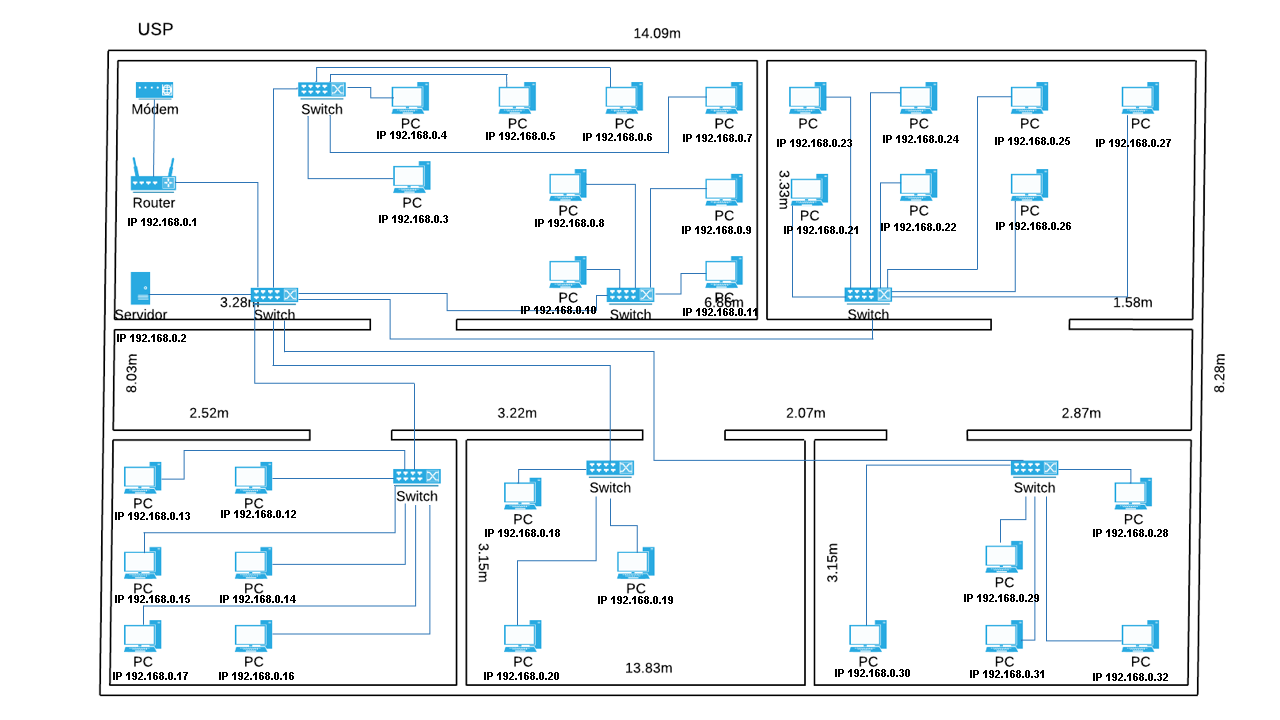 USP
14.09m
Módem
Switch
PC
IP 192.168.0.4
PC
IP 192.168.0.5
PC
IP 192.168.0.6
PC
IP 192.168.0.7
PC
IP 192.168.0.23
PC
IP 192.168.0.24
PC
IP 192.168.0.25
PC
IP 192.168.0.27
Router
IP 192.168.0.1
PC
IP 192.168.0.3
PC
IP 192.168.0.8
PC
IP 192.168.0.9
3.33m
PC
IP 192.168.0.21
PC
IP 192.168.0.22
PC
IP 192.168.0.26
Servidor
IP 192.168.0.2
3.28m
Switch
PC
IP 192.168.0.10
Switch
6.86m
PC
IP 192.168.0.11
Switch
1.58m
8.03m
8.28m
2.52m
3.22m
2.07m
2.87m
PC
IP 192.168.0.13
PC
IP 192.168.0.12
Switch
PC
IP 192.168.0.15
PC
IP 192.168.0.14
PC
IP 192.168.0.17
PC
IP 192.168.0.16
PC
IP 192.168.0.18
Switch
3.15m
PC
IP 192.168.0.19
PC
IP 192.168.0.20
13.83m
Switch
PC
IP 192.168.0.28
3.15m
PC
IP 192.168.0.29
PC
IP 192.168.0.30
PC
IP 192.168.0.31
PC
IP 192.168.0.32